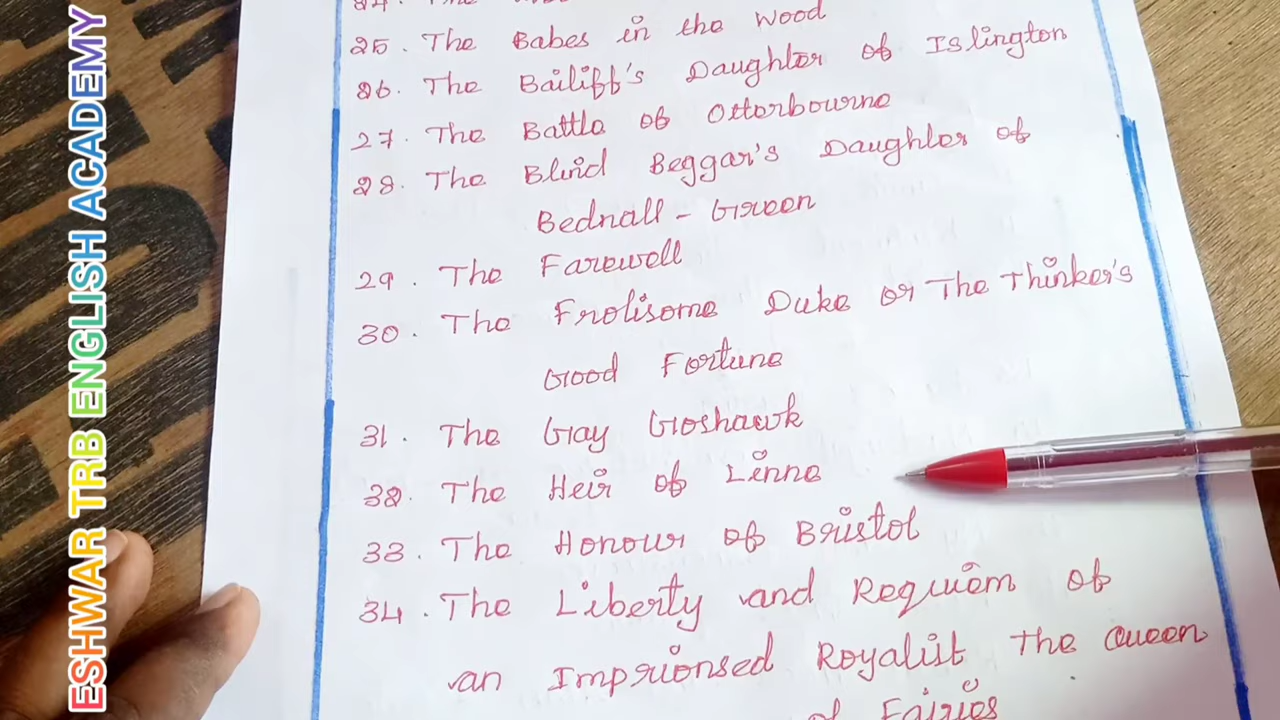 ESHWAR TRB ENGLISH ACADEMY
25. The Babes in the Wood
26. The Bailiff's Daughter of Islington
27. The Battle of Otterbourne
28. The Blind Beggar's Daughter of
Bednall - Green
29. The Farewell
30. The Frolisome Duke or The Thinker's
Good Fortune
31. The Gay Goshawk
32. The Heir of Linne
33. The Honour of Bristol
34. The Liberty and Requiem of
an Imprionsed Royalist The Queen
of Fairies